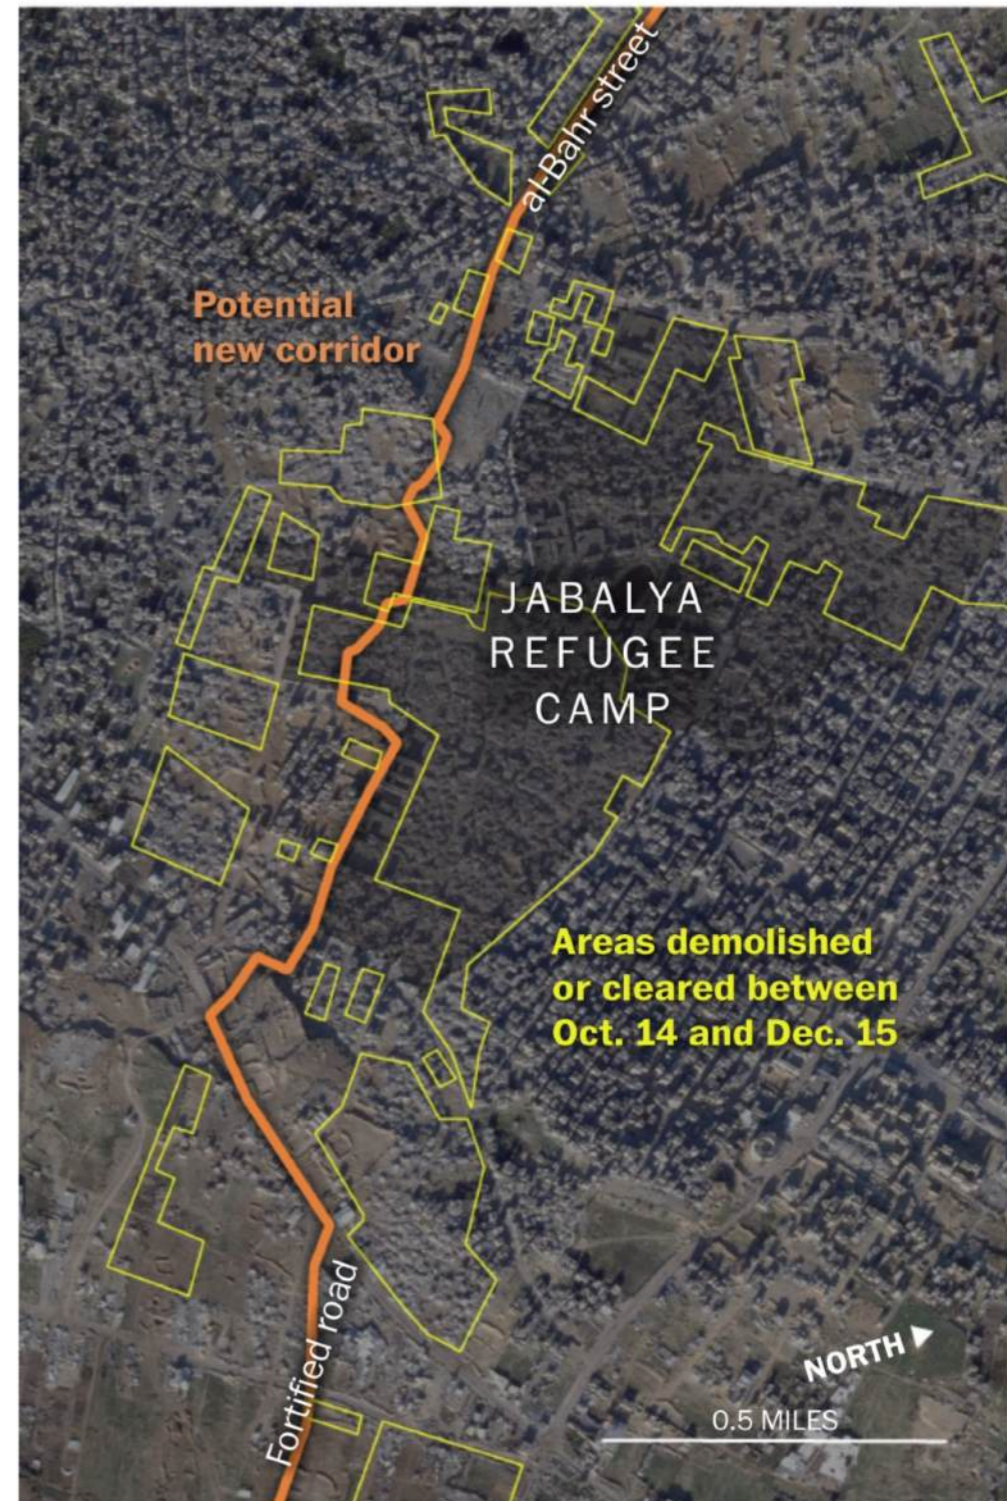 al-Bahr street
Potential
new corridor
JABALYA
REFUGEE
CAMP
Areas demolished
or cleared between
Oct. 14 and Dec. 15
Fortified road
NORTH
0.5 MILES